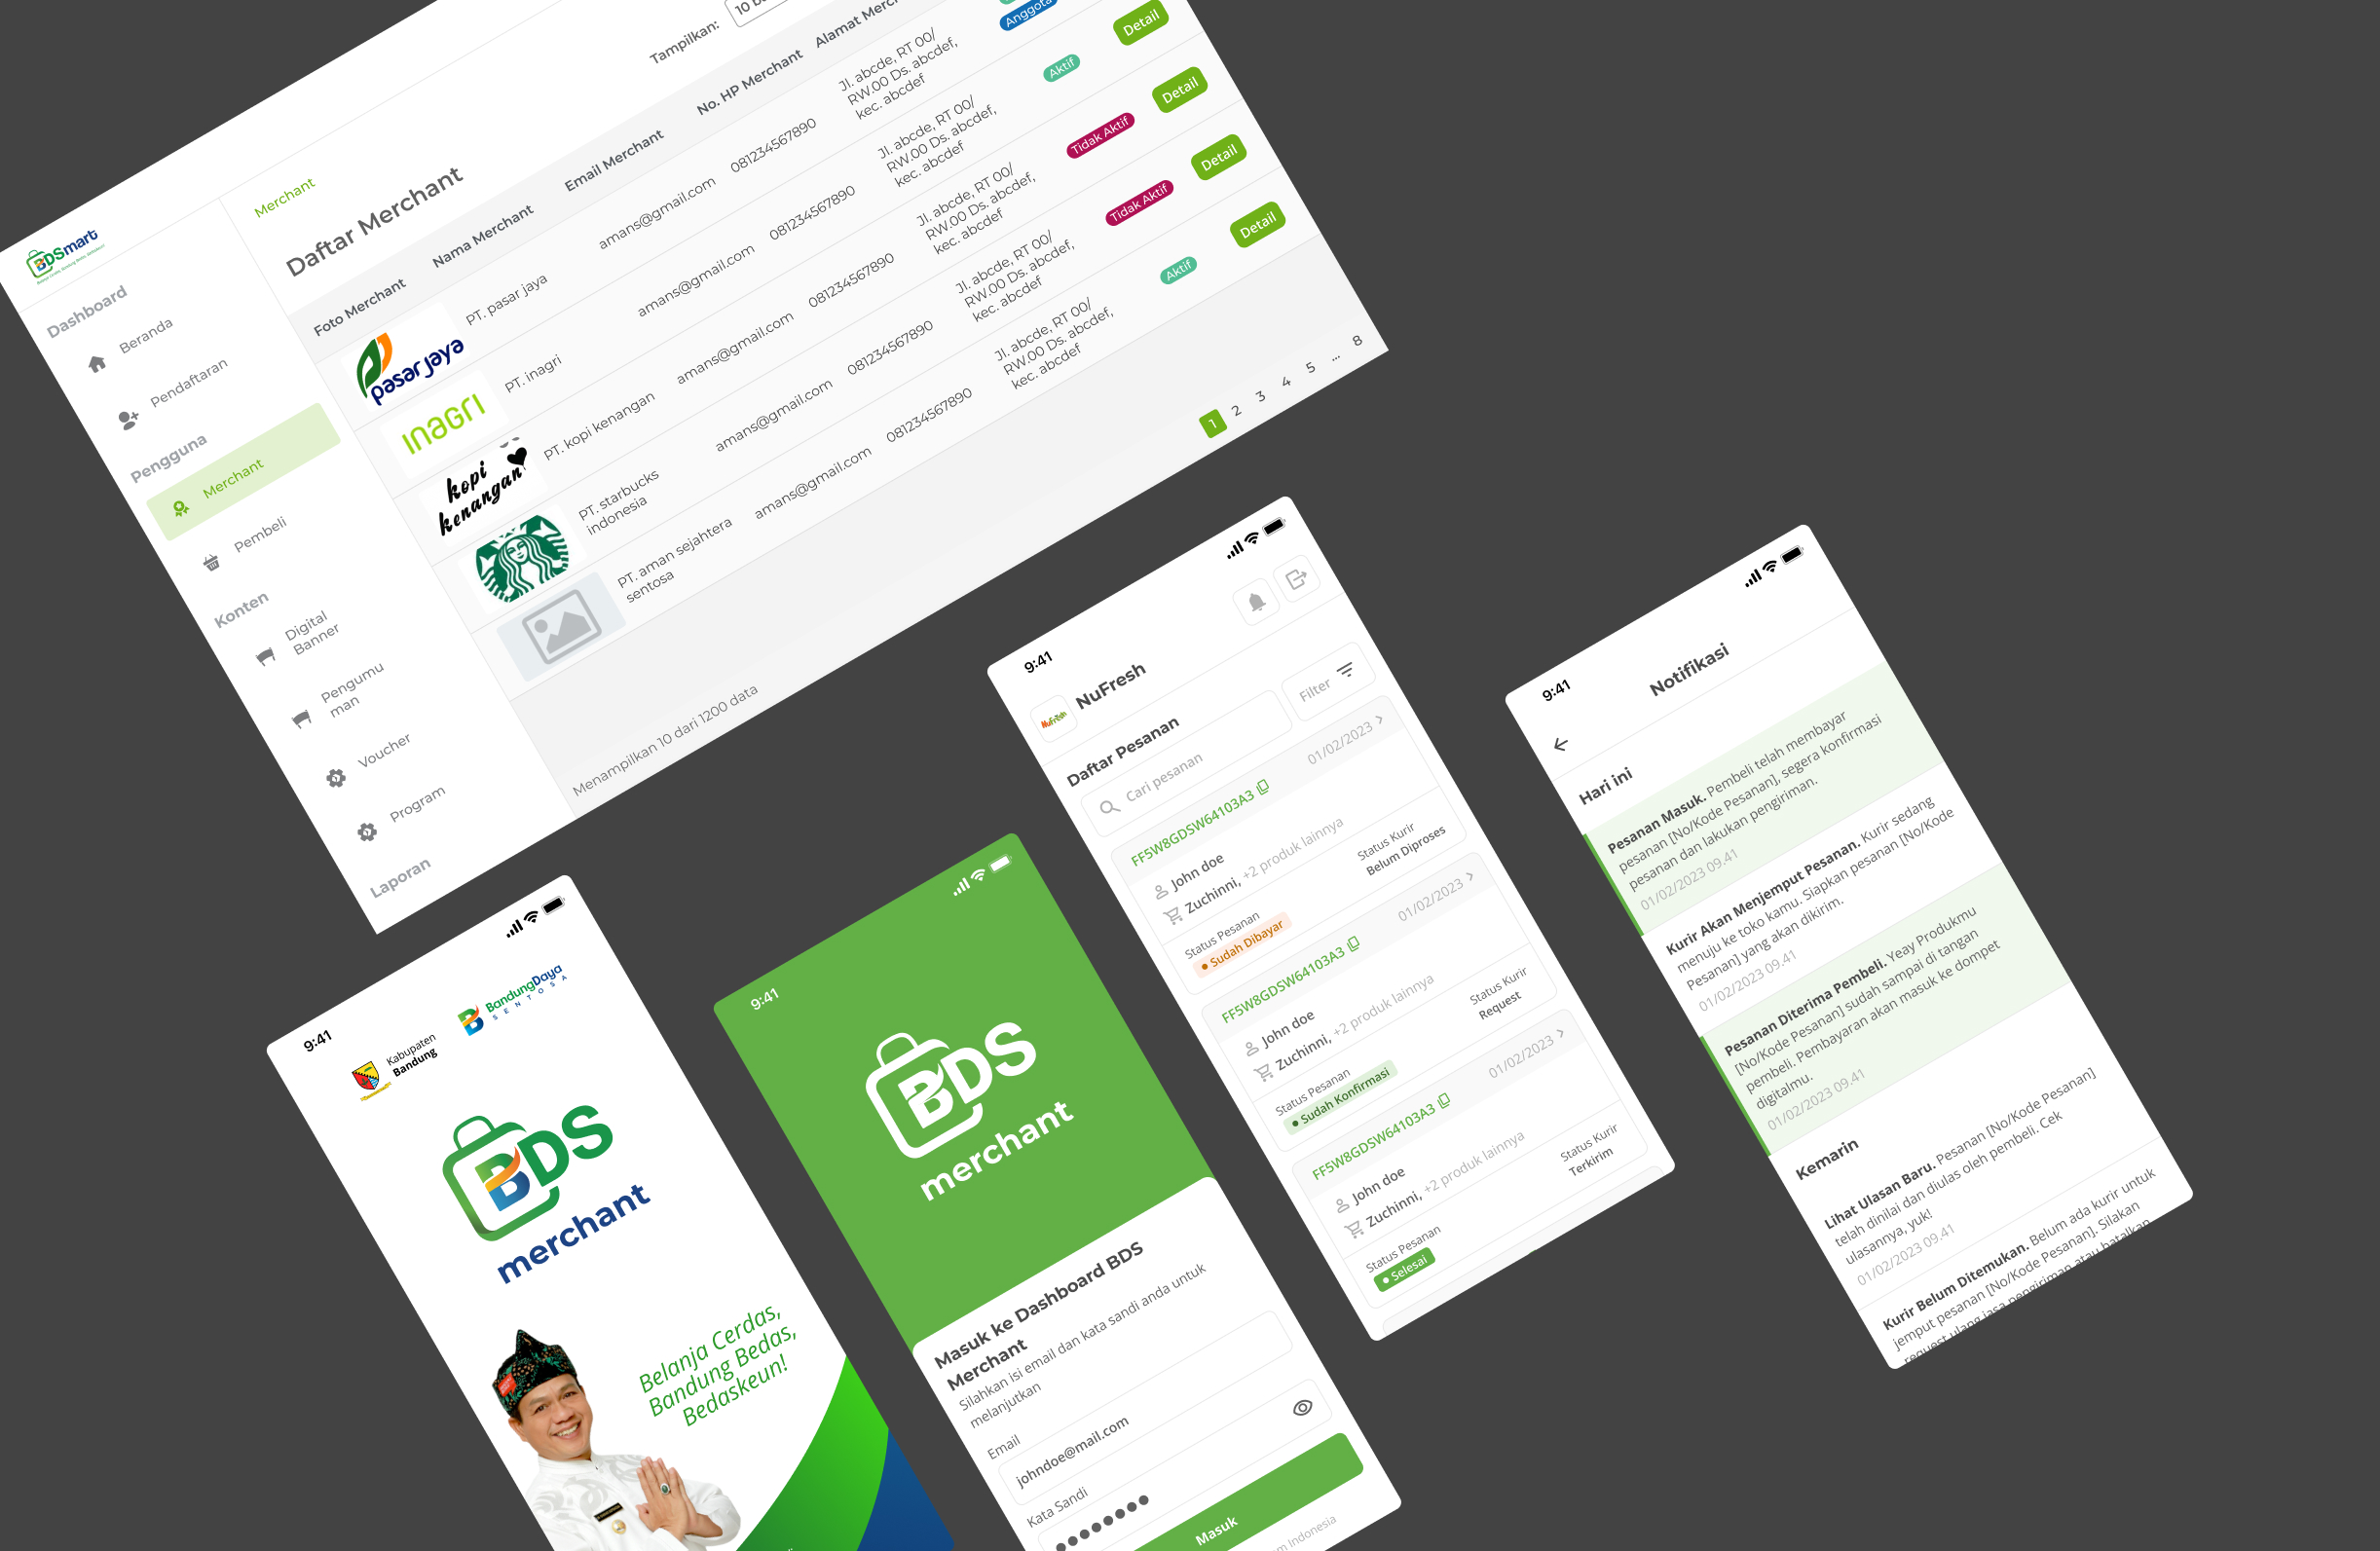 BDSmart
Dashboard
Beranda
Pendaftaran
Pengguna
Merchant
Pembeli
Konten
Digital
Banner
Pengumu
man
Voucher
Program
Laporan
Merchant
Daftar Merchant
Tampilkan:
10
Foto Merchant
Nama Merchant
Email Merchant
No. HP Merchant
Alamat
pasar jaya
PT. pasar jaya
amans@gmail.com
081234567890
Jl. abcde, RT 00/
RW.00 Ds. abcdef,
kec. abcdef
Anggota
Detail
inagri
PT. inagri
amans@gmail.com
081234567890
Jl. abcde, RT 00/
RW.00 Ds. abcdef,
kec. abcdef
Aktif
Detail
kopi
kenangan
PT. kopi kenangan
amans@gmail.com
081234567890
Jl. abcde, RT 00/
RW.00 Ds. abcdef,
kec. abcdef
Tidak Aktif
Detail
PT. starbucks
indonesia
amans@gmail.com
081234567890
Jl. abcde, RT 00/
RW.00 Ds. abcdef,
kec. abcdef
Tidak Aktif
Detail
PT. aman sejahtera
sentosa
amans@gmail.com
081234567890
Jl. abcde, RT 00/
RW.00 Ds. abcdef,
kec. abcdef
Aktif
Menampilkan 10 dari 1200 data
1 2 3 4 5 ... 8
9:41
Kabupaten
Bandung
BandungDaya
SENTOSA
BDS
merchant
Belanja Cerdas,
Bandung Bedas,
Bedaskeun!
9:41
BDS
merchant
Masuk ke Dashboard BDS
Merchant
Silahkan isi email dan kata sandi anda untuk
melanjutkan
Email
johndoe@mail.com
Kata Sandi
Masuk
Indonesia
9:41
NuFresh
NuFresh
Daftar Pesanan
Cari pesanan
Filter
FF5W8GDSW64103A3
01/02/2023
John doe
Zuchinni, +2 produk lainnya
Status Pesanan
Sudah Dibayar
Status Kurir
Belum Diproses
FF5W8GDSW64103A3
01/02/2023
John doe
Zuchinni, +2 produk lainnya
Status Pesanan
Sudah Konfirmasi
Status Kurir
Request
FF5W8GDSW64103A3
01/02/2023
John doe
Zuchinni, +2 produk lainnya
Status Pesanan
Selesai
Status Kurir
Terkirim
9:41
Notifikasi
Hari ini
Pesanan Masuk. Pembeli telah membayar
pesanan [No/Kode Pesanan], segera konfirmasi
pesanan dan lakukan pengiriman.
01/02/2023 09.41
Kurir Akan Menjemput Pesanan. Kurir sedang
menuju ke toko kamu. Siapkan pesanan [No/Kode
Pesanan] yang akan dikirim.
01/02/2023 09.41
Pesanan Diterima Pembeli. Yeay Produkmu
[No/Kode Pesanan] sudah sampai di tangan
pembeli. Pembayaran akan masuk ke dompet
digitalmu.
01/02/2023 09.41
Kemarin
Lihat Ulasan Baru. Pesanan [No/Kode Pesanan]
telah dinilai dan diulas oleh pembeli. Cek
ulasannya, yuk!
01/02/2023 09.41
Kurir Belum Ditemukan. Belum ada kurir untuk
jemput pesanan [No/Kode Pesanan]. Silakan
request ulang jasa pengiriman atau batalkan